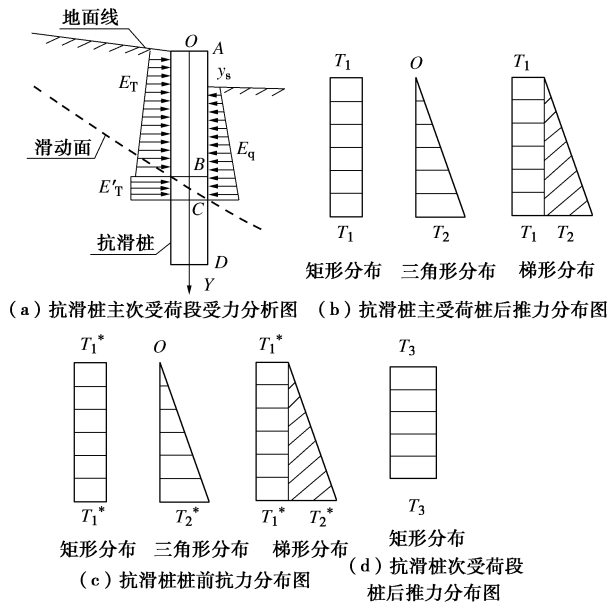 地面线
O
A
y_s
E_T
滑动面
B
E_q
E'_T
C
抗滑桩
D
Y
(a)抗滑桩主次受荷段受力分析图
T_1
O
T_1
T_1
T_2
T_1 T_2
矩形分布
三角形分布
梯形分布
(b)抗滑桩主受荷桩后推力分布图
T_1*
O
T_1*
T_1*
T_2*
T_1* T_2*
矩形分布
三角形分布
梯形分布
(c)抗滑桩桩前抗力分布图
T_3
T_3
矩形分布
(d)抗滑桩次受荷段
桩后推力分布图